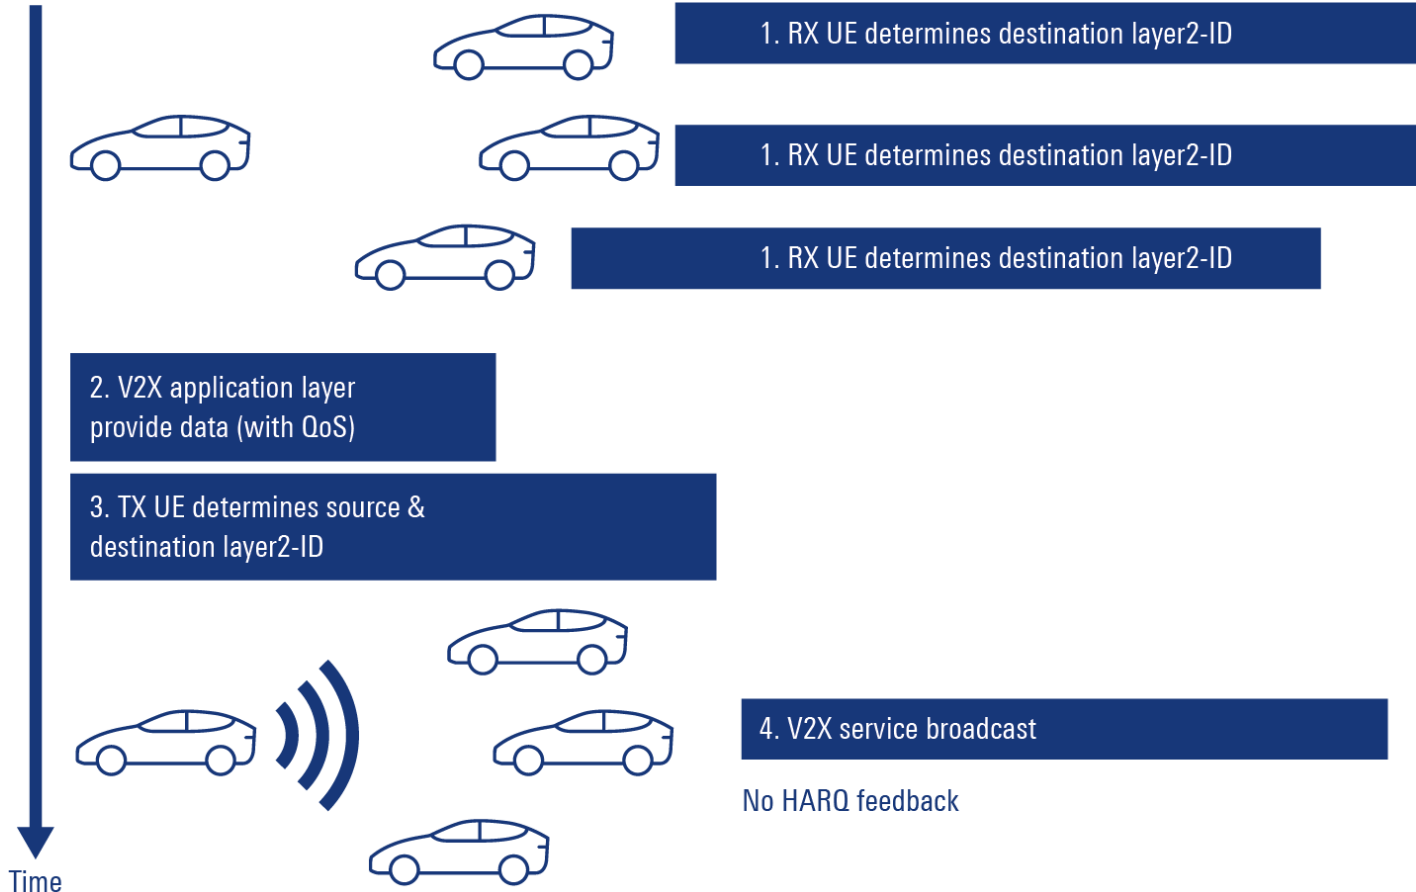 1. RX UE determines destination layer2-ID
1. RX UE determines destination layer2-ID
1. RX UE determines destination layer2-ID
2. V2X application layer
provide data (with QoS)
3. TX UE determines source &
destination layer2-ID
4. V2X service broadcast
No HARQ feedback
Time